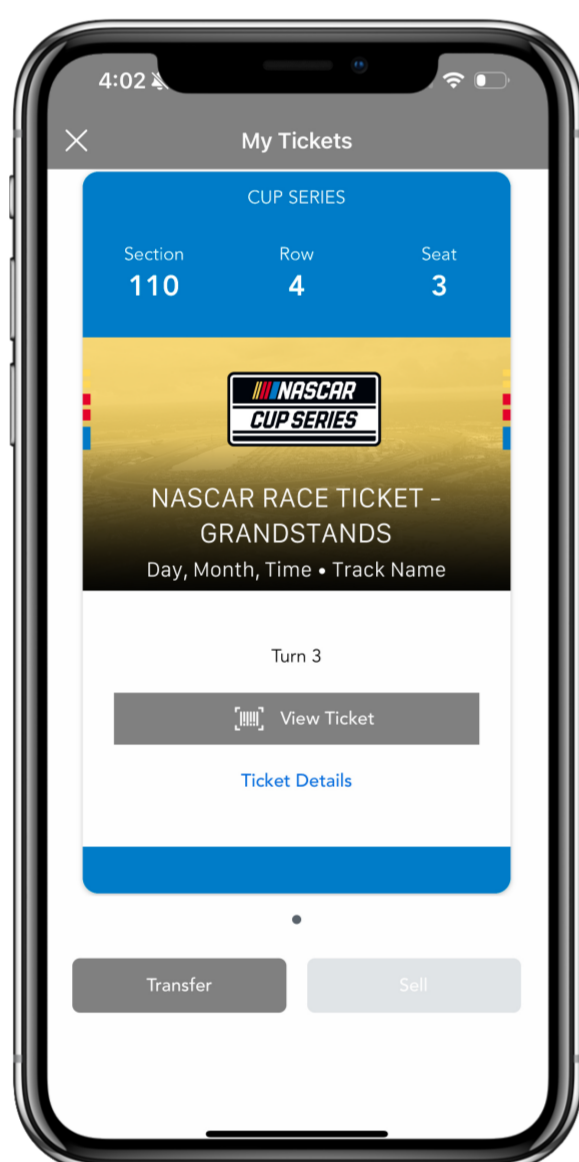 4:02
My Tickets
CUP SERIES
Section Row Seat
110 4 3
NASCAR
CUP SERIES
NASCAR RACE TICKET -
GRANDSTANDS
Day, Month, Time • Track Name
Turn 3
View Ticket
Ticket Details
Transfer Sell